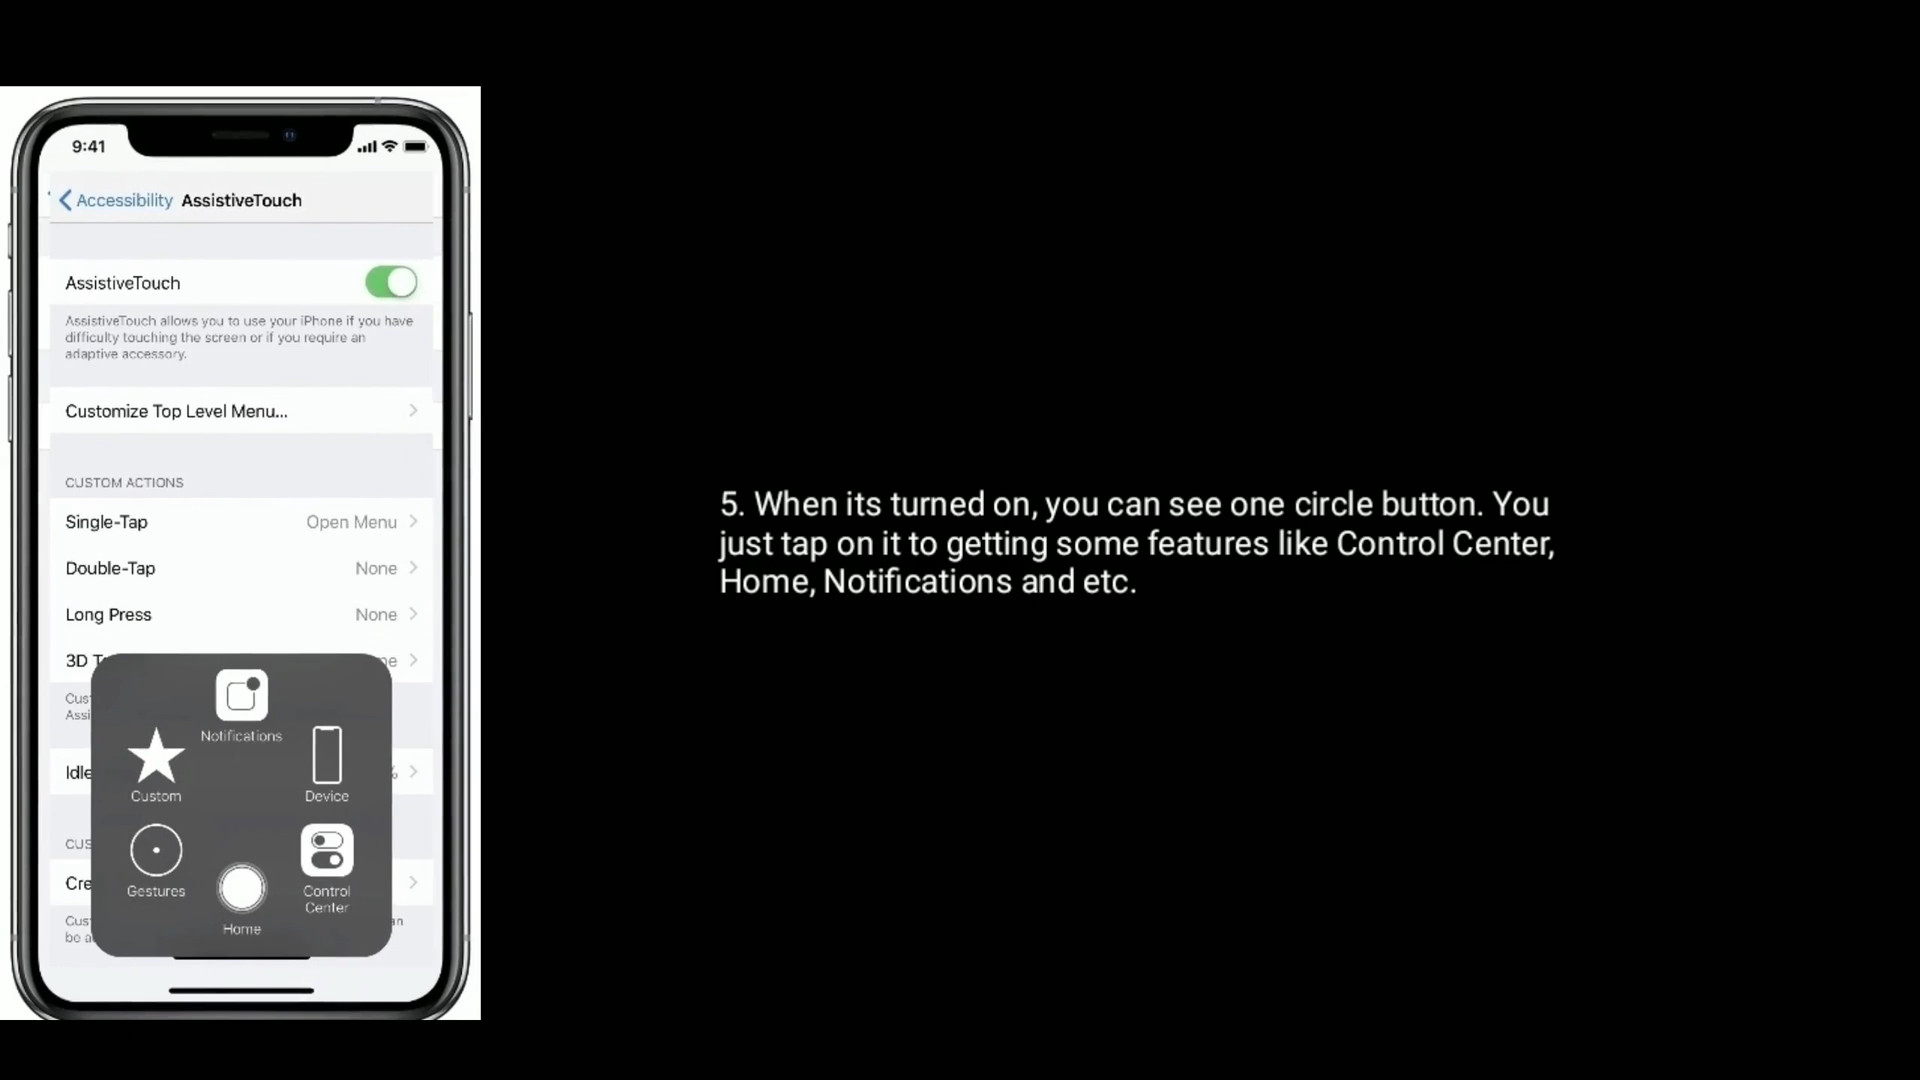 9:41
Accessibility AssistiveTouch
AssistiveTouch
AssistiveTouch allows you to use your iPhone if you have
difficulty touching the screen or if you require an
adaptive accessory.
Customize Top Level Menu...
CUSTOM ACTIONS
Single-Tap Open Menu
Double-Tap None
Long Press None
3D
Notifications
Custom
Device
Gestures
Control
Center
Home
Idle
be
5. When its turned on, you can see one circle button. You
just tap on it to getting some features like Control Center,
Home, Notifications and etc.